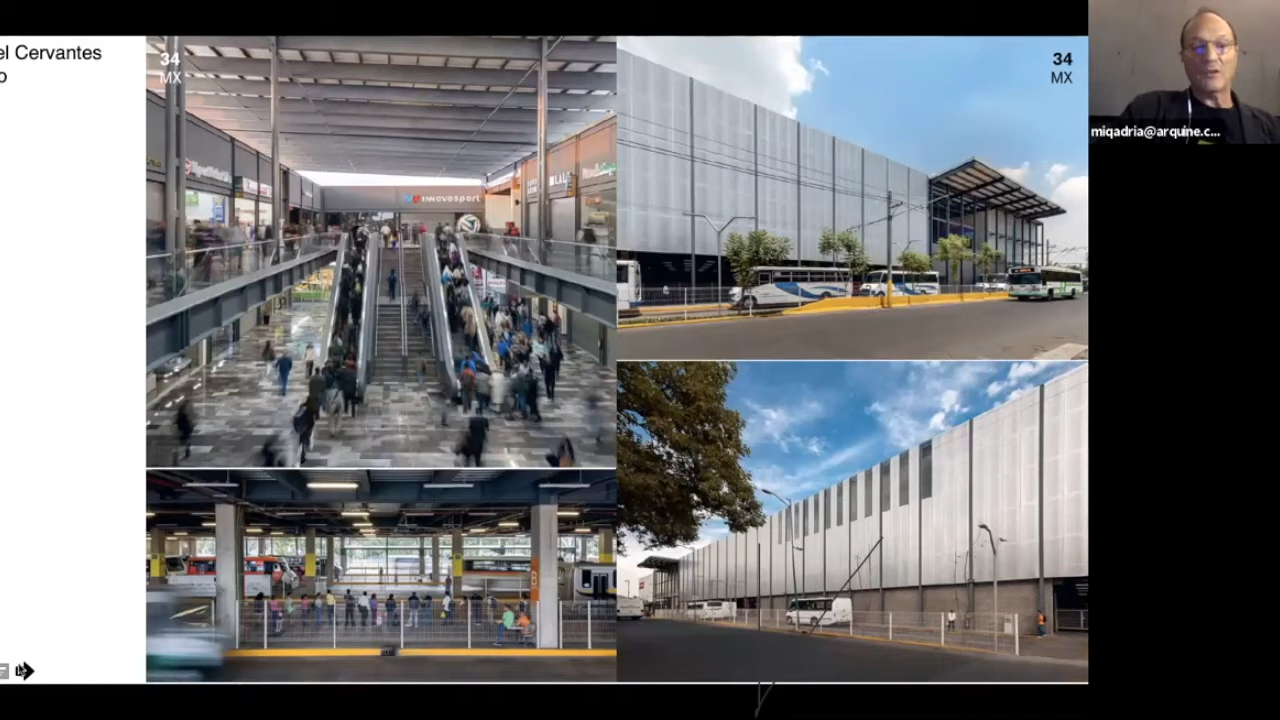 el Cervantes
o
34
MX
34
MX
innovasport
miqadria@arquine.c...